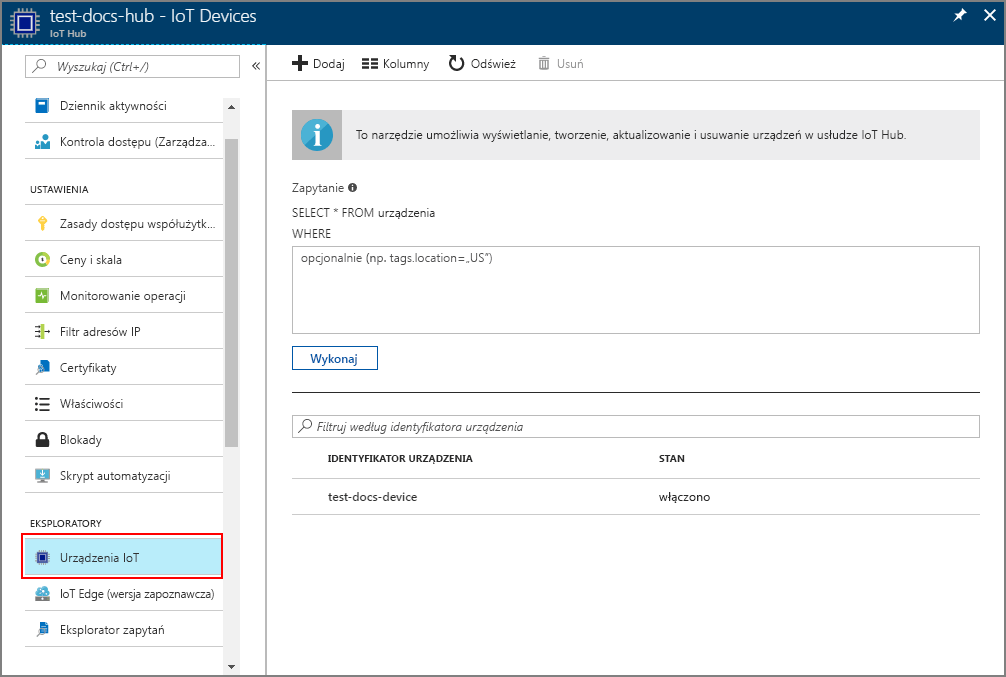 test-docs-hub - IoT Devices
IoT Hub
Wyszukaj (Ctrl+/)
«
Dziennik aktywności
Kontrola dostępu (Zarządza...
USTAWIENIA
Zasady dostępu współużytk...
Ceny i skala
Monitorowanie operacji
Filtr adresów IP
Certyfikaty
Właściwości
Blokady
Skrypt automatyzacji
EKSPLORATORY
Urządzenia IoT
IoT Edge (wersja zapoznawcza)
Eksplorator zapytań
Dodaj Kolumny Odśwież Usuń
To narzędzie umożliwia wyświetlanie, tworzenie, aktualizowanie i usuwanie urządzeń w usłudze IoT Hub.
Zapytanie
SELECT * FROM urządzenia
WHERE
opcjonalnie (np. tags.location=„US”)
Wykonaj
Filtruj według identyfikatora urządzenia
IDENTYFIKATOR URZĄDZENIA STAN
test-docs-device włączono